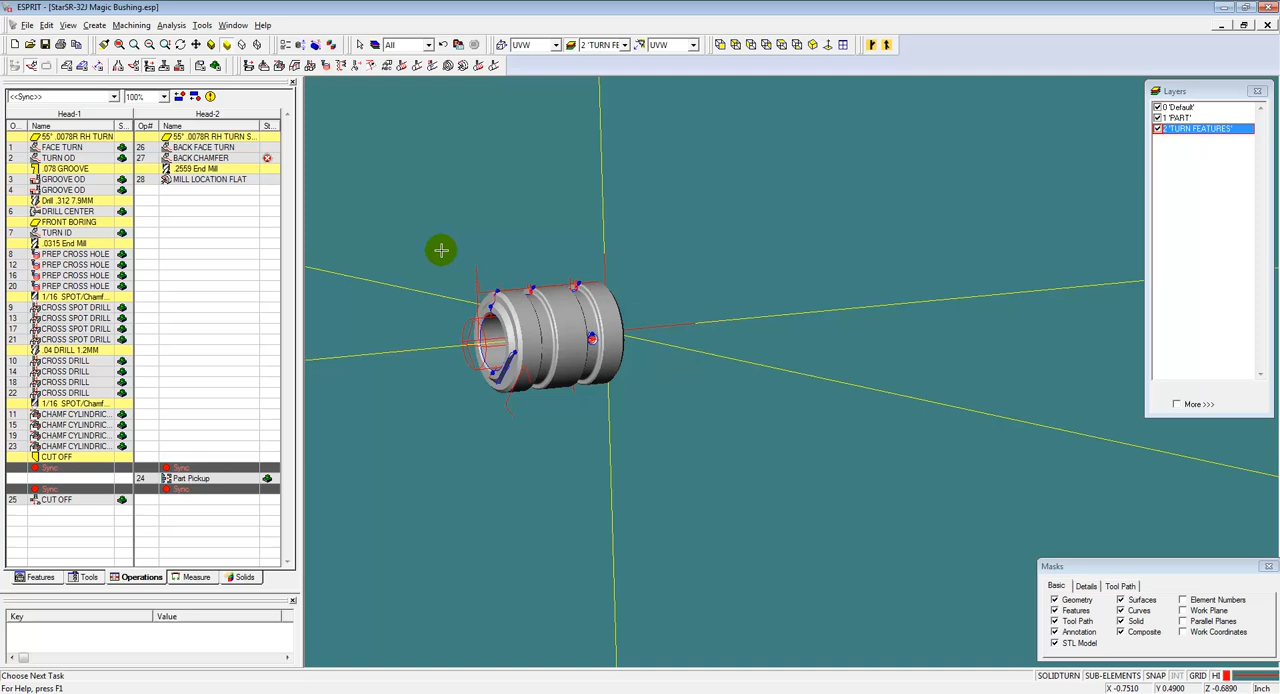 ESPRIT - [StarSR-32J Magic Bushing.esp]
File Edit View Create Machining Analysis Tools Window Help
All UVW 2 'TURN FE UVW
<<Sync>> 100%
Head-1 Head-2
O... Name S... Op# Name St...
55° .0078R RH TURN 55° .0078R RH TURN S...
1 FACE TURN 26 BACK FACE TURN
2 TURN OD 27 BACK CHAMFER
.078 GROOVE .2559 End Mill
3 GROOVE OD 28 MILL LOCATION FLAT
4 GROOVE OD
Drill .312 7.9MM
6 DRILL CENTER
FRONT BORING
7 TURN ID
.0315 End Mill
8 PREP CROSS HOLE
12 PREP CROSS HOLE
16 PREP CROSS HOLE
20 PREP CROSS HOLE
1/16 SPOT/Chamf...
9 CROSS SPOT DRILL
13 CROSS SPOT DRILL
17 CROSS SPOT DRILL
21 CROSS SPOT DRILL
.04 DRILL 1.2MM
10 CROSS DRILL
14 CROSS DRILL
18 CROSS DRILL
22 CROSS DRILL
1/16 SPOT/Chamf...
11 CHAMF CYLINDRIC...
15 CHAMF CYLINDRIC...
19 CHAMF CYLINDRIC...
23 CHAMF CYLINDRIC...
CUT OFF
Sync Sync
24 Part Pickup
Sync Sync
25 CUT OFF
Features Tools Operations Measure Solids
Key Value
Layers
0 'Default'
1 'PART'
2 'TURN FEATURES'
More >>>
Masks
Basic Details Tool Path
Geometry Surfaces Element Numbers
Features Curves Work Plane
Tool Path Solid Parallel Planes
Annotation Composite Work Coordinates
STL Model
Choose Next Task SOLIDTURN SUB-ELEMENTS SNAP INT GRID HI
For Help, press F1 X -0.7510 Y 0.4900 Z -0.6890 Inch